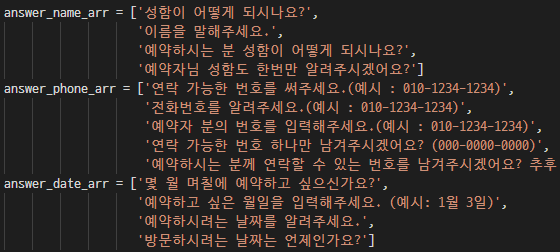 answer_name_arr = ['성함이 어떻게 되시나요?',
'이름을 말해주세요.',
'예약하시는 분 성함이 어떻게 되시나요?',
'예약자님 성함도 한번만 알려주시겠어요?']
answer_phone_arr = ['연락 가능한 번호를 써주세요.(예시 : 010-1234-1234)',
'전화번호를 알려주세요.(예시 : 010-1234-1234)',
'예약자 분의 번호를 입력해주세요.(예시 : 010-1234-1234)',
'연락 가능한 번호 하나만 남겨주시겠어요? (000-0000-0000)',
'예약하시는 분께 연락할 수 있는 번호를 남겨주시겠어요? 추후
answer_date_arr = ['몇 월 며칠에 예약하고 싶으신가요?',
'예약하고 싶은 월일을 입력해주세요. (예시: 1월 3일)',
'예약하시려는 날짜를 알려주세요.',
'방문하시려는 날짜는 언제인가요?']